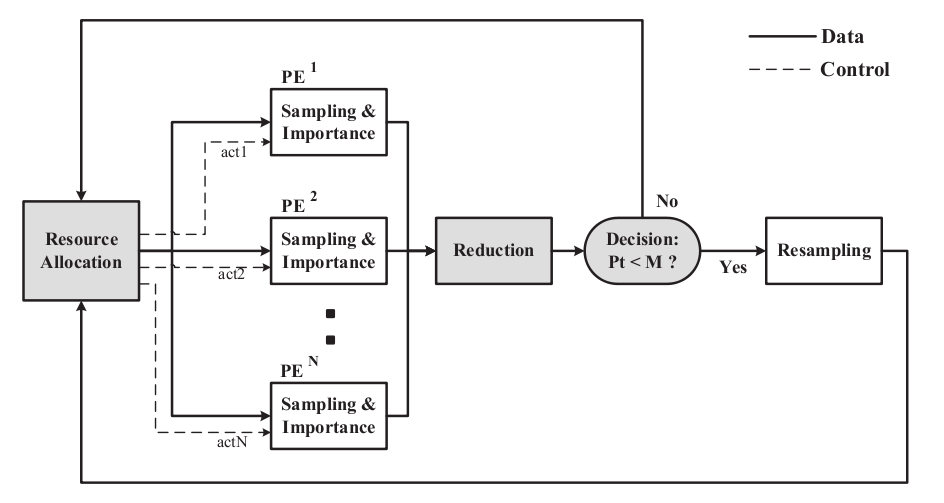 Data
Control
PE 1
Sampling &
Importance
act1
PE 2
Sampling &
Importance
act2
PE N
Sampling &
Importance
actN
Resource
Allocation
Reduction
Decision:
Pt < M ?
No
Yes
Resampling